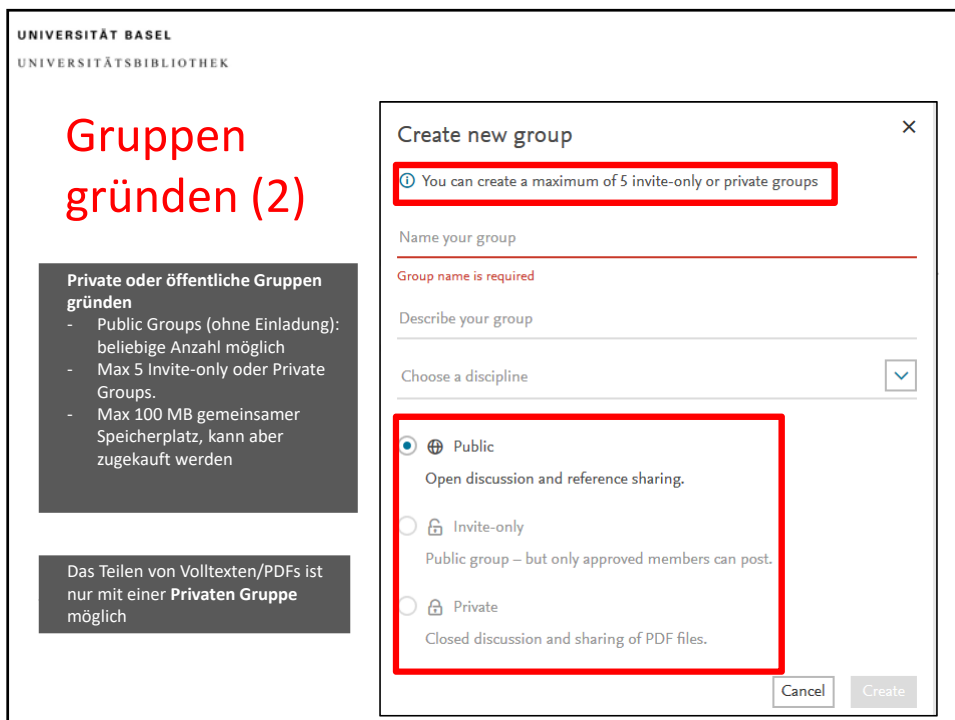 UNIVERSITÄT BASEL
UNIVERSITÄTSBIBLIOTHEK
Gruppen
gründen (2)
Private oder öffentliche Gruppen
gründen
- Public Groups (ohne Einladung):
beliebige Anzahl möglich
- Max 5 Invite-only oder Private
Groups.
- Max 100 MB gemeinsamer
Speicherplatz, kann aber
zugekauft werden
Das Teilen von Volltexten/PDFs ist
nur mit einer Privaten Gruppe
möglich
Create new group
You can create a maximum of 5 invite-only or private groups
Name your group
Group name is required
Describe your group
Choose a discipline
Public
Open discussion and reference sharing.
Invite-only
Public group – but only approved members can post.
Private
Closed discussion and sharing of PDF files.
Cancel
Create